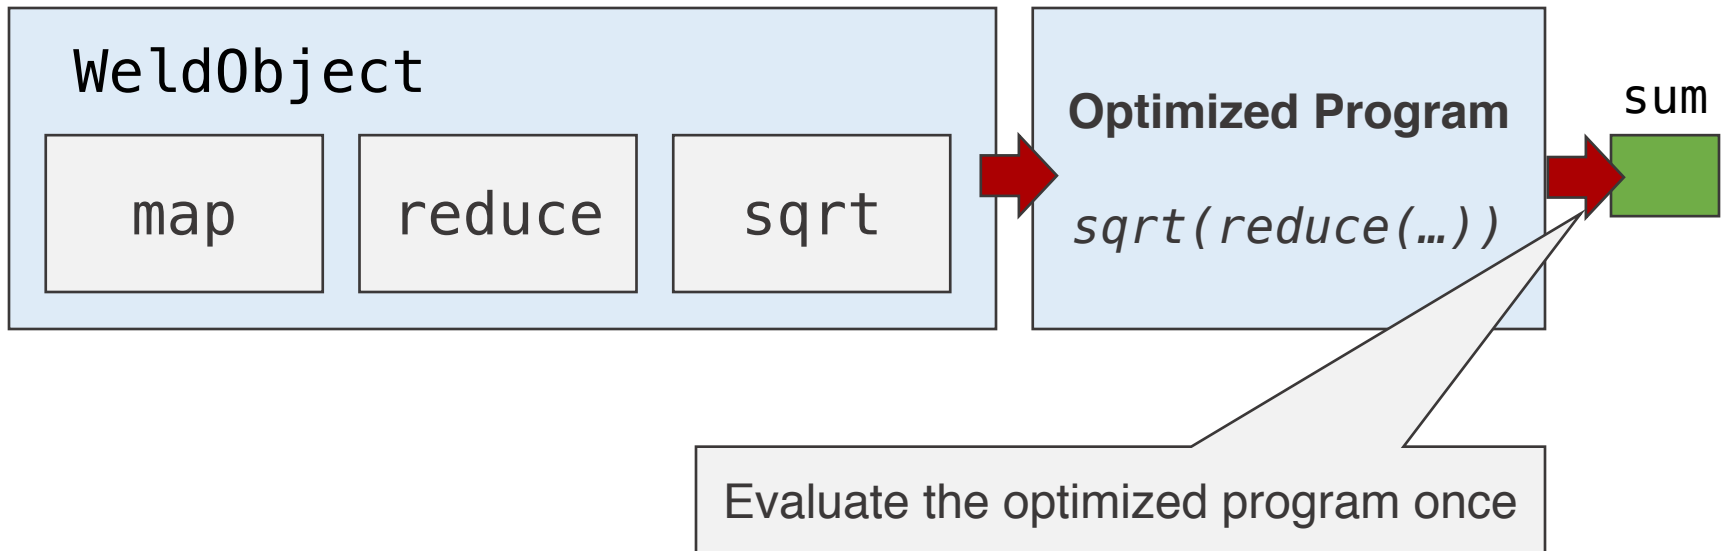 WeldObject
map
reduce
sqrt
Optimized Program
sqrt(reduce(…))
sum
Evaluate the optimized program once